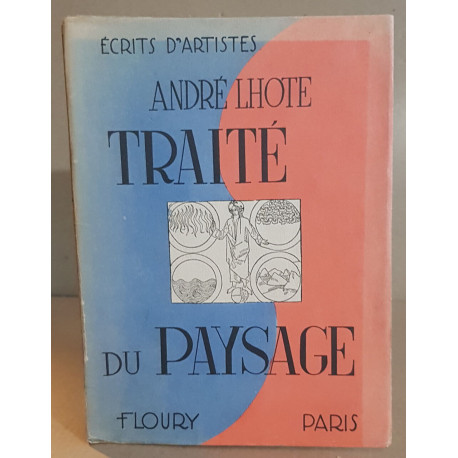 ÉCRITS D'ARTISTES
ANDRÉ LHOTE
TRAITÉ
DU PAYSAGE
FLOURY PARIS